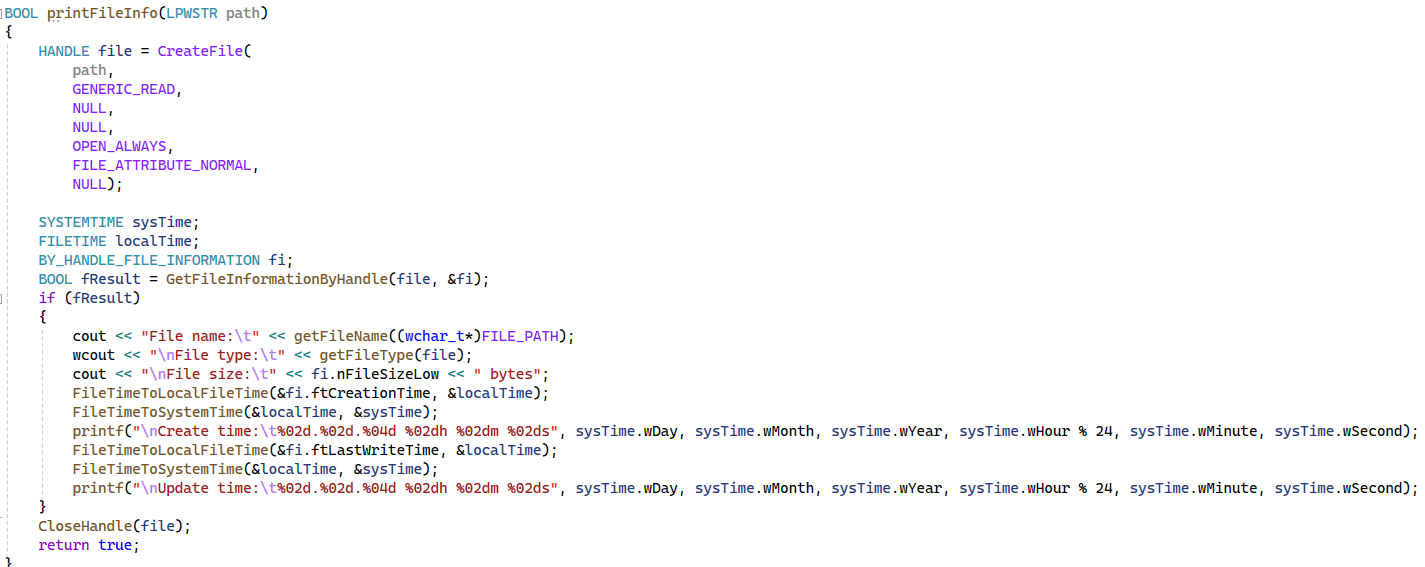 BOOL printFileInfo(LPWSTR path)
{
    HANDLE file = CreateFile(
        path,
        GENERIC_READ,
        NULL,
        NULL,
        OPEN_ALWAYS,
        FILE_ATTRIBUTE_NORMAL,
        NULL);

    SYSTEMTIME sysTime;
    FILETIME localTime;
    BY_HANDLE_FILE_INFORMATION fi;
    BOOL fResult = GetFileInformationByHandle(file, &fi);
    if (fResult)
    {
        cout << "File name:\t" << getFileName((wchar_t*)FILE_PATH);
        wcout << "\nFile type:\t" << getFileType(file);
        cout << "\nFile size:\t" << fi.nFileSizeLow << " bytes";
        FileTimeToLocalFileTime(&fi.ftCreationTime, &localTime);
        FileTimeToSystemTime(&localTime, &sysTime);
        printf("\nCreate time:\t%02d.%02d.%04d %02dh %02dm %02ds", sysTime.wDay, sysTime.wMonth, sysTime.wYear, sysTime.wHour % 24, sysTime.wMinute, sysTime.wSecond);
        FileTimeToLocalFileTime(&fi.ftLastWriteTime, &localTime);
        FileTimeToSystemTime(&localTime, &sysTime);
        printf("\nUpdate time:\t%02d.%02d.%04d %02dh %02dm %02ds", sysTime.wDay, sysTime.wMonth, sysTime.wYear, sysTime.wHour % 24, sysTime.wMinute, sysTime.wSecond);
    }
    CloseHandle(file);
    return true;
}